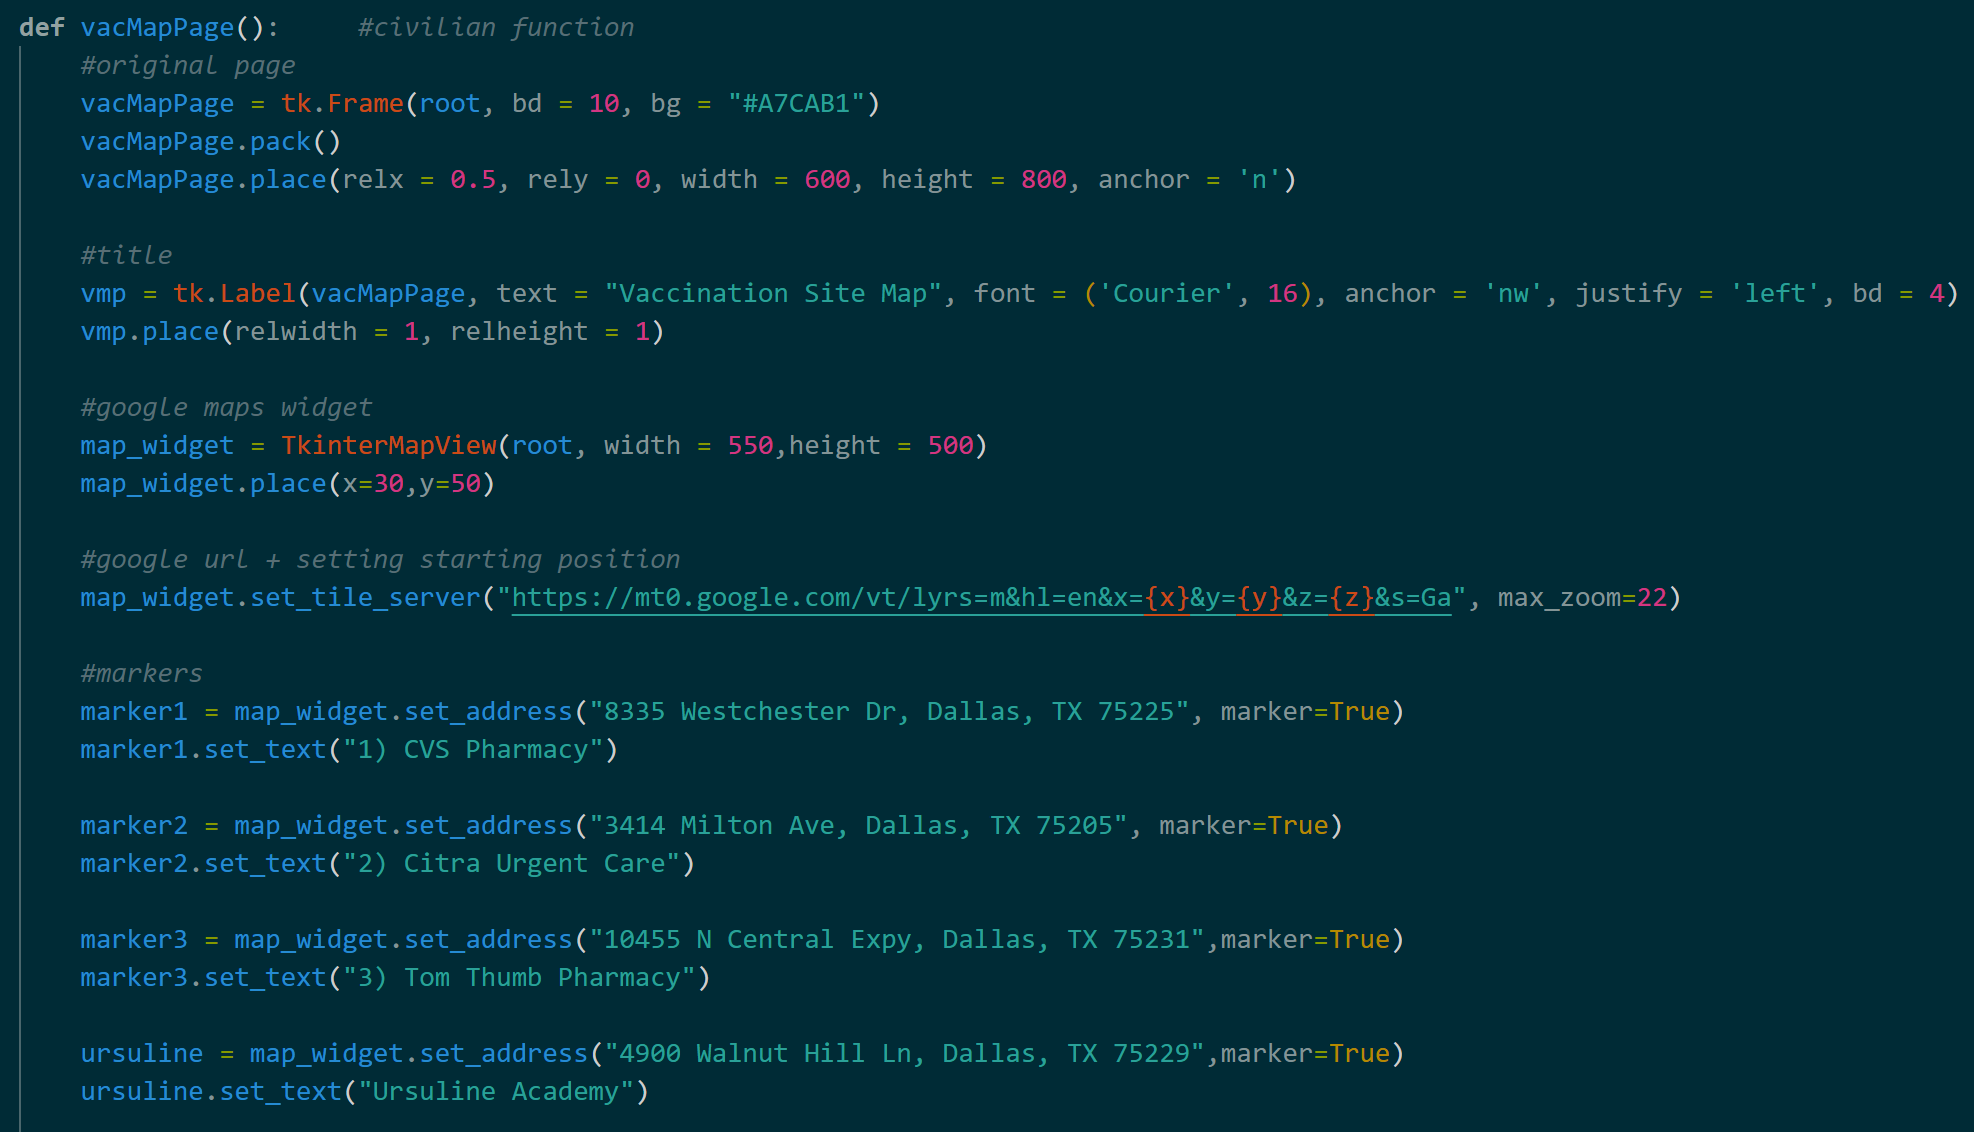 def vacMapPage():     #civilian function
    #original page
    vacMapPage = tk.Frame(root, bd = 10, bg = "#A7CAB1")
    vacMapPage.pack()
    vacMapPage.place(relx = 0.5, rely = 0, width = 600, height = 800, anchor = 'n')

    #title
    vmp = tk.Label(vacMapPage, text = "Vaccination Site Map", font = ('Courier', 16), anchor = 'nw', justify = 'left', bd = 4)
    vmp.place(relwidth = 1, relheight = 1)

    #google maps widget
    map_widget = TkinterMapView(root, width = 550,height = 500)
    map_widget.place(x=30,y=50)

    #google url + setting starting position
    map_widget.set_tile_server("https://mt0.google.com/vt/lyrs=m&hl=en&x={x}&y={y}&z={z}&s=Ga", max_zoom=22)

    #markers
    marker1 = map_widget.set_address("8335 Westchester Dr, Dallas, TX 75225", marker=True)
    marker1.set_text("1) CVS Pharmacy")

    marker2 = map_widget.set_address("3414 Milton Ave, Dallas, TX 75205", marker=True)
    marker2.set_text("2) Citra Urgent Care")

    marker3 = map_widget.set_address("10455 N Central Expy, Dallas, TX 75231",marker=True)
    marker3.set_text("3) Tom Thumb Pharmacy")

    ursuline = map_widget.set_address("4900 Walnut Hill Ln, Dallas, TX 75229",marker=True)
    ursuline.set_text("Ursuline Academy")